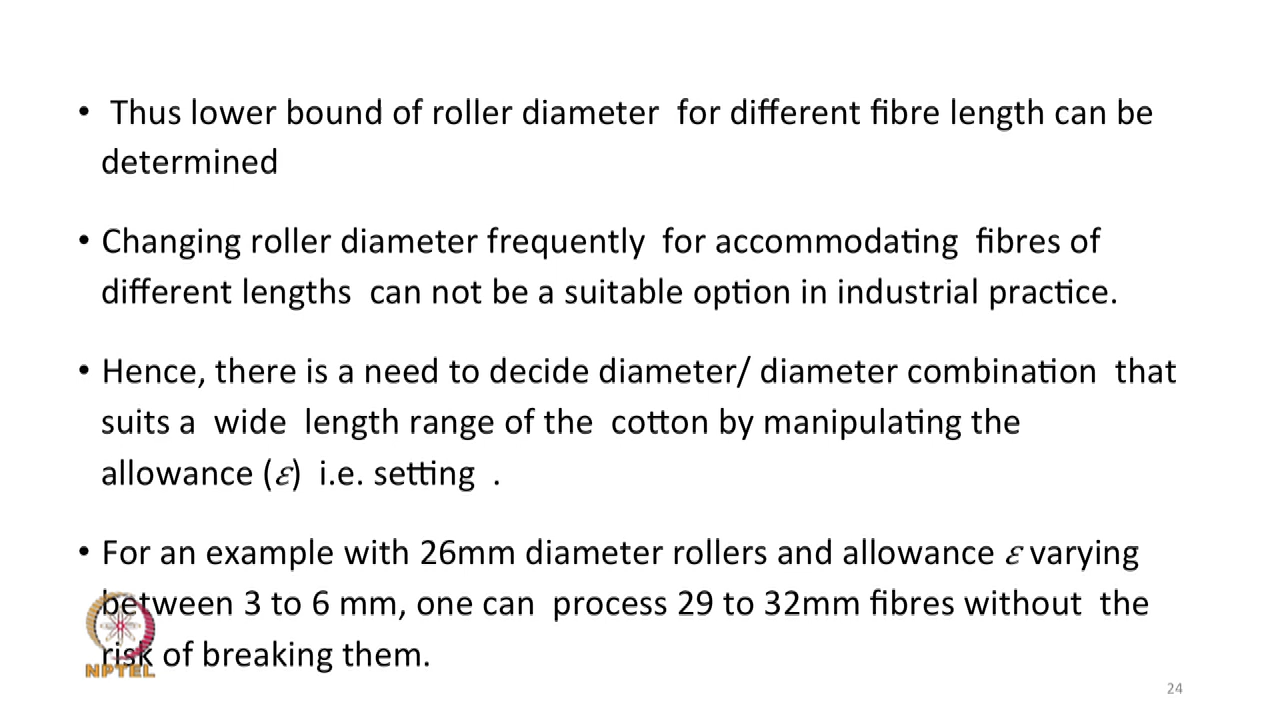 • Thus lower bound of roller diameter for different fibre length can be
determined
• Changing roller diameter frequently for accommodating fibres of
different lengths can not be a suitable option in industrial practice.
• Hence, there is a need to decide diameter/ diameter combination that
suits a wide length range of the cotton by manipulating the
allowance (ε) i.e. setting .
• For an example with 26mm diameter rollers and allowance ε varying
between 3 to 6 mm, one can process 29 to 32mm fibres without the
risk of breaking them.
NPTEL
24